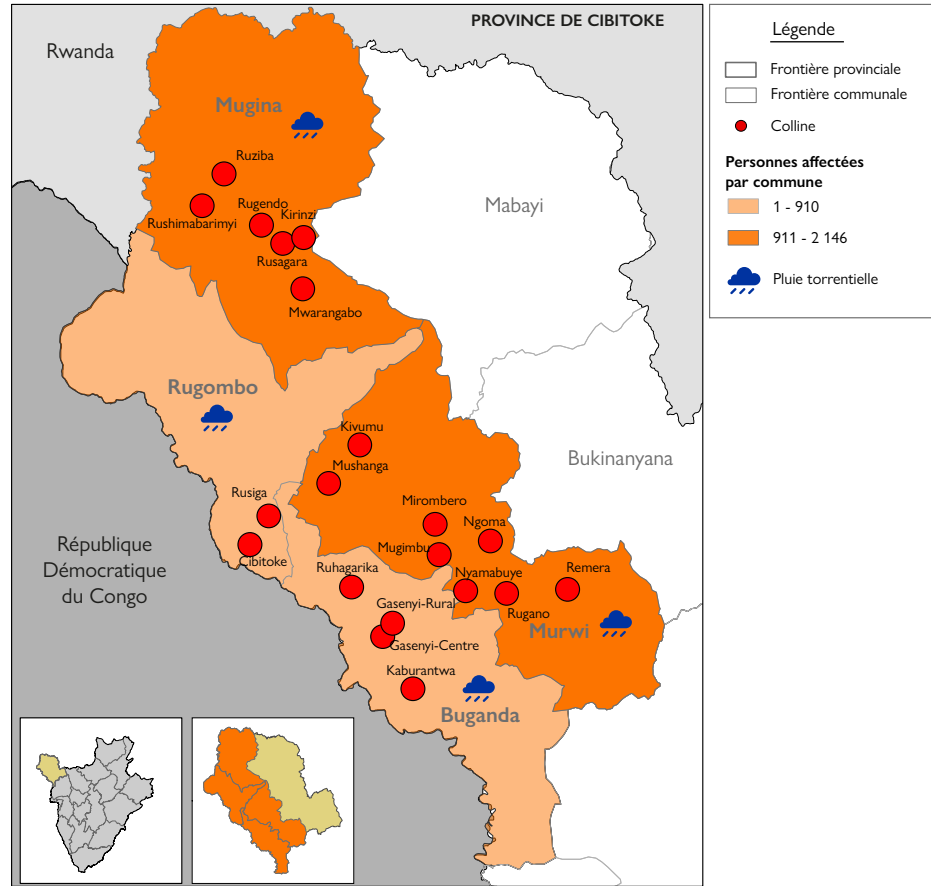 PROVINCE DE CIBITOKE
Rwanda
Mugina
Ruziba
Rushimabarimyi
Rugendo
Kirinzi
Rusagara
Mwarangabo
Mabayi
Rugombo
Kivumu
Mushanga
Bukinanyana
Rusiga
Cibitoke
Mirombero
Ngoma
Mugimbu
République
Démocratique
du Congo
Ruhagarika
Nyamabuye
Remera
Rugano
Gasenyi-Rural
Murwi
Gasenyi-Centre
Kaburantwa
Buganda
Légende
Frontière provinciale
Frontière communale
Colline
Personnes affectées
par commune
1 - 910
911 - 2 146
Pluie torrentielle